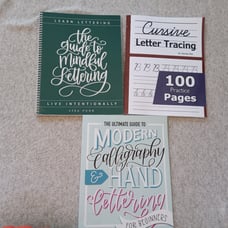 LEARN LETTERING
the
guide to
Mindful
Lettering
LIVE INTENTIONALLY
Cursive
Letter Tracing
100
Practice
Pages
THE ULTIMATE GUIDE TO
MODERN
Calligraphy
& HAND
Lettering
FOR BEGINNERS